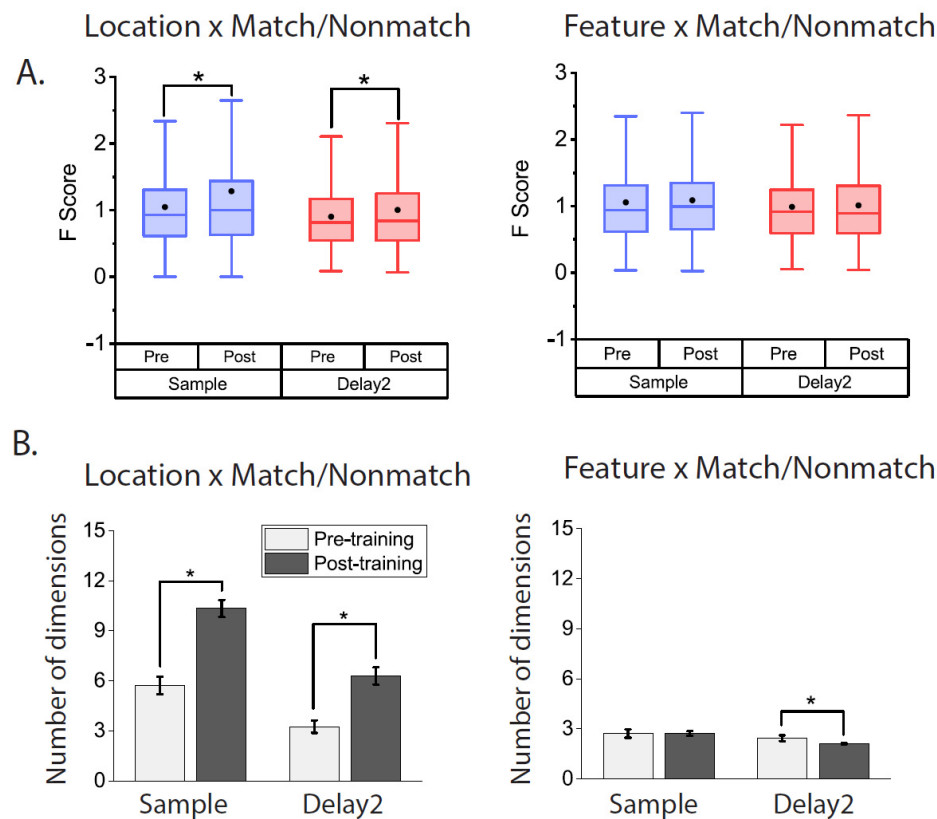 Location x Match/Nonmatch
Feature x Match/Nonmatch
A.
3
*
*
2
1
0
-1
F Score
Pre
Post
Pre
Post
Sample
Delay2
3
2
1
0
-1
F Score
Pre
Post
Pre
Post
Sample
Delay2
B.
Location x Match/Nonmatch
Feature x Match/Nonmatch
15
12
9
6
3
0
Number of dimensions
Pre-training
Post-training
*
*
Sample
Delay2
15
12
9
6
3
0
Number of dimensions
*
Sample
Delay2